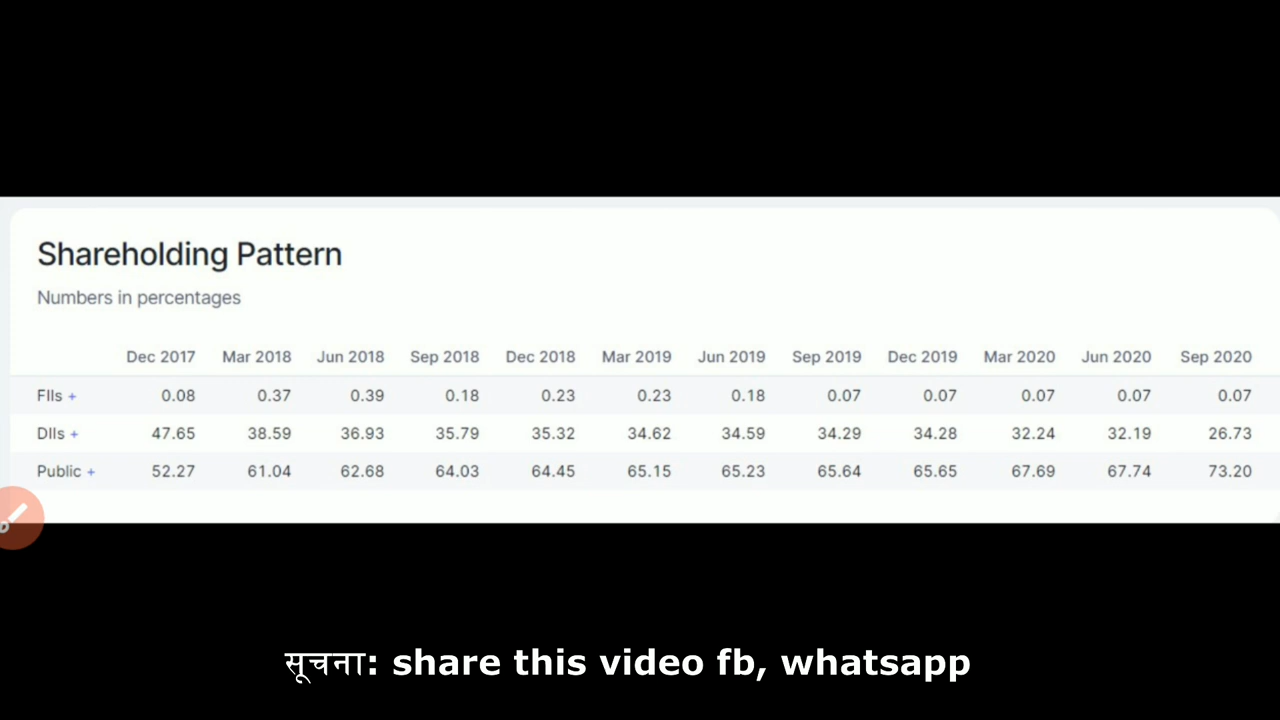 Shareholding Pattern
Numbers in percentages
Dec 2017 Mar 2018 Jun 2018 Sep 2018 Dec 2018 Mar 2019 Jun 2019 Sep 2019 Dec 2019 Mar 2020 Jun 2020 Sep 2020
FIIs + 0.08 0.37 0.39 0.18 0.23 0.23 0.18 0.07 0.07 0.07 0.07 0.07
DIIs + 47.65 38.59 36.93 35.79 35.32 34.62 34.59 34.29 34.28 32.24 32.19 26.73
Public + 52.27 61.04 62.68 64.03 64.45 65.15 65.23 65.64 65.65 67.69 67.74 73.20
सूचना: share this video fb, whatsapp